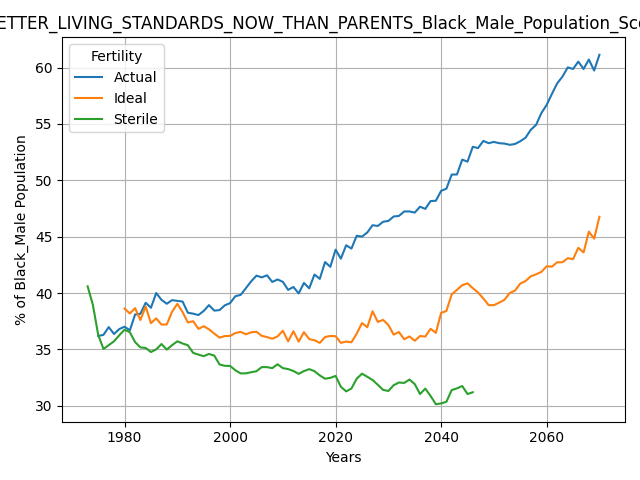 ETTER_LIVING_STANDARDS_NOW_THAN_PARENTS_Black_Male_Population_Sc
Fertility
Actual
Ideal
Sterile
% of Black_Male Population
60
55
50
45
40
35
30
1980
2000
2020
2040
2060
Years